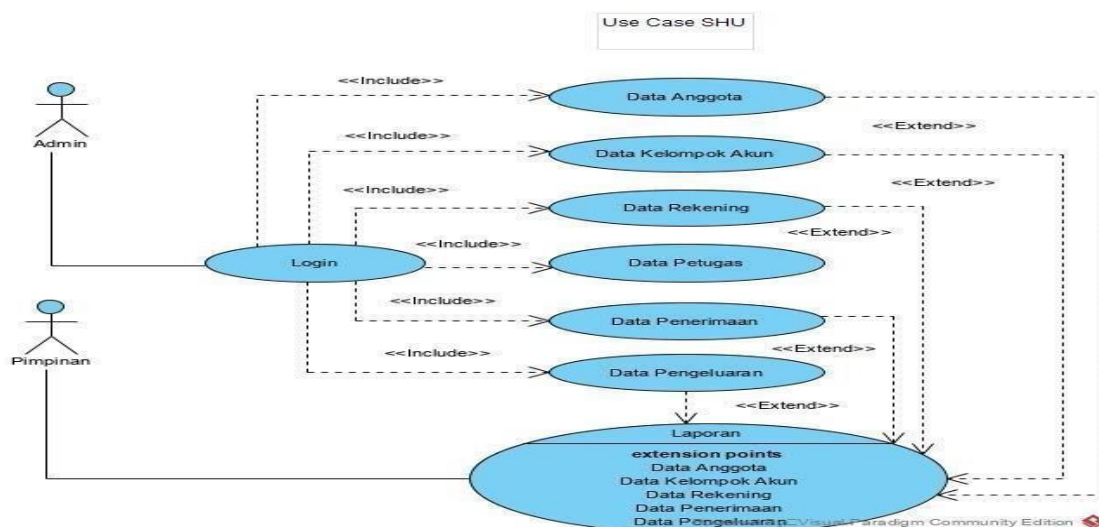 Use Case SHU
<<Include>>
Data Anggota
<<Extend>>
Admin
<<Include>>
Data Kelompok Akun
<<Extend>>
<<Include>>
Data Rekening
<<Extend>>
<<Include>>
Login
Data Petugas
<<Include>>
Data Penerimaan
<<Extend>>
Pimpinan
<<Include>>
Data Pengeluaran
<<Extend>>
Laporan
extension points
Data Anggota
Data Kelompok Akun
Data Rekening
Data Penerimaan
Data Pengeluaran
Visual Paradigm Community Edition